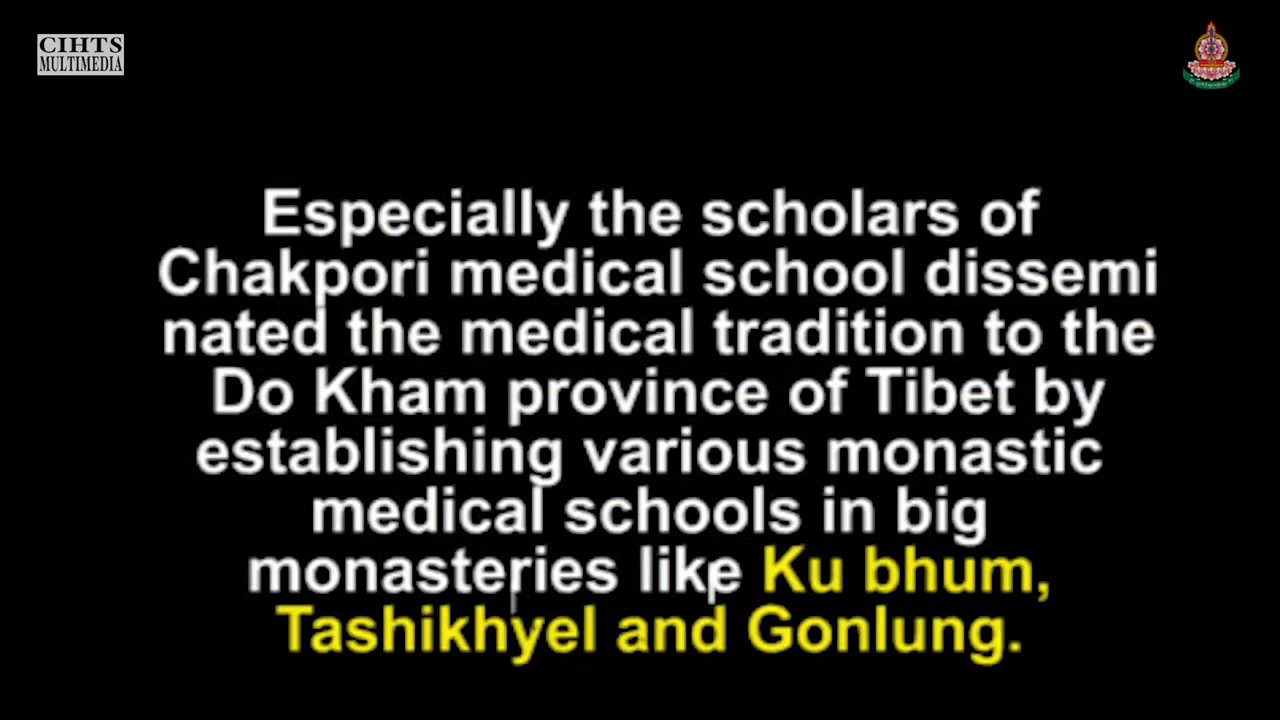 CIHTS
MULTIMEDIA
Especially the scholars of
Chakpori medical school dissemi
nated the medical tradition to the
Do Kham province of Tibet by
establishing various monastic
medical schools in big
monasteries like Ku bhum,
Tashikhyel and Gonlung.